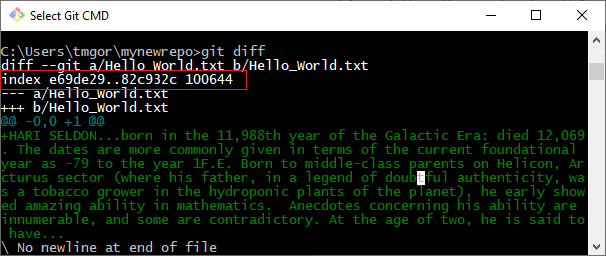 Select Git CMD
C:\Users\tmgor\mynewrepo>git diff
diff --git a/Hello_World.txt b/Hello_World.txt
index e69de29..82c932c 100644
--- a/Hello_World.txt
+++ b/Hello_World.txt
@@ -0,0 +1 @@
+HARI SELDON...born in the 11,988th year of the Galactic Era: died 12,069
. The dates are more commonly given in terms of the current foundational
year as -79 to the year 1F.E. Born to middle-class parents on Helicon, Ar
cturus sector (where his father, in a legend of doubtful authenticity, wa
s a tobacco grower in the hydroponic plants of the planet), he early show
ed amazing ability in mathematics.  Anecdotes concerning his ability are
innumerable, and some are contradictory. At the age of two, he is said to
 have...
\ No newline at end of file